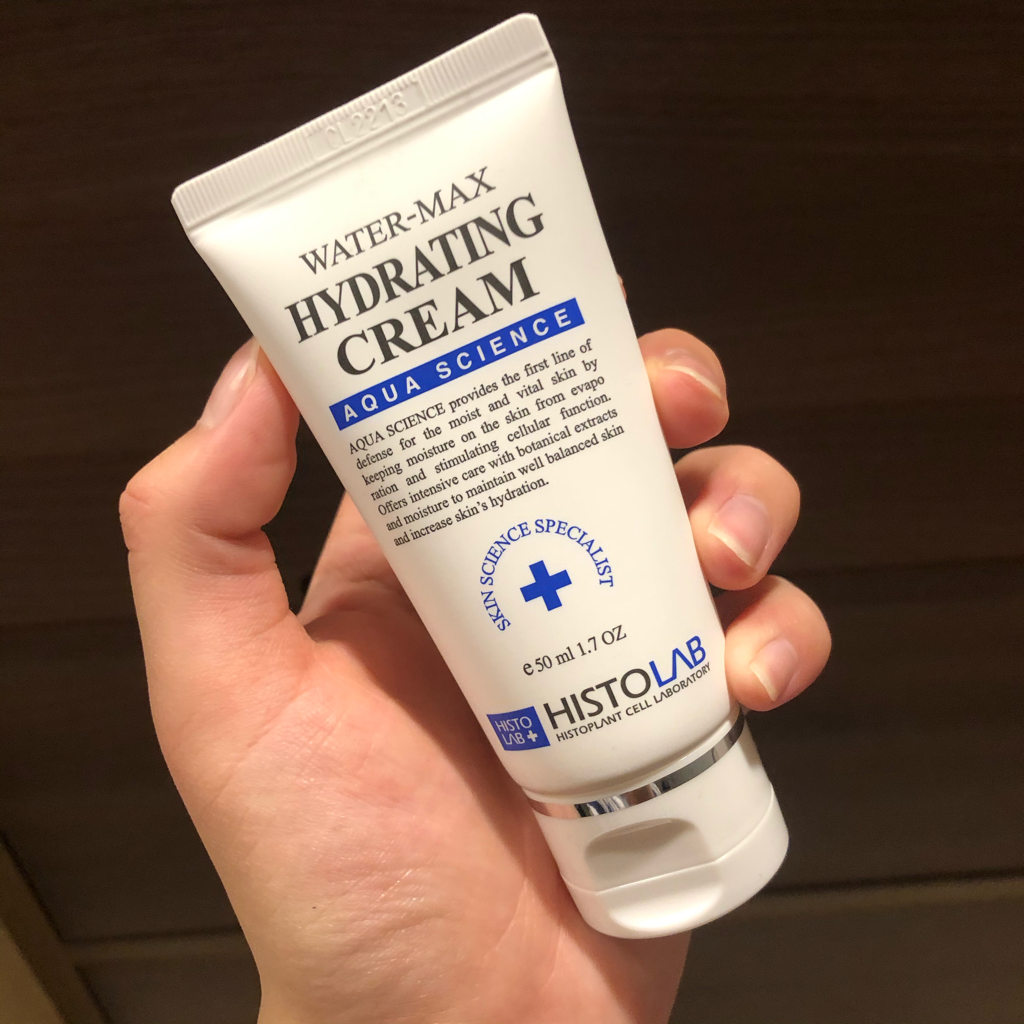 0L2213
WATER-MAX
HYDRATING
CREAM
AQUA SCIENCE
AQUA SCIENCE provides the first line of
defense for the moist and vital skin by
keeping moisture on the skin from evapo
ration and stimulating cellular function.
Offers intensive care with botanical extracts
and moisture to maintain well balanced skin
and increase skin's hydration.
SKIN SCIENCE SPECIALIST
e 50 ml 1.7 OZ
HISTO
LAB+
HISTOLAB
HISTOPLANT CELL LABORATORY